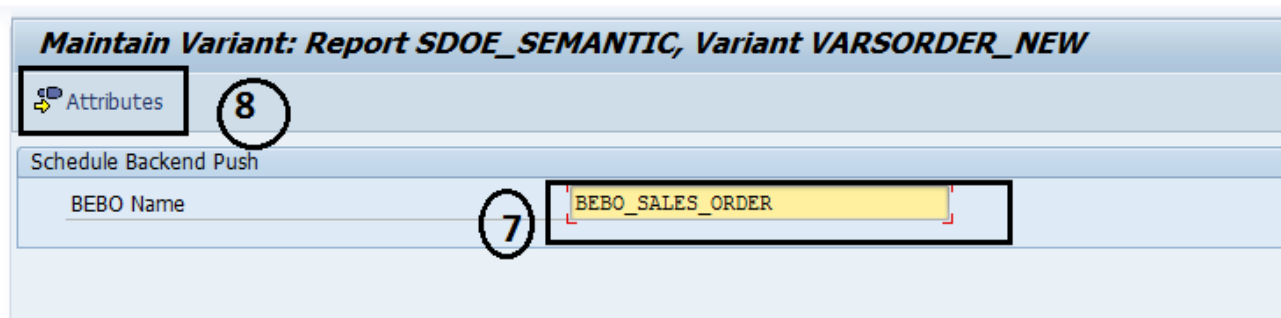 Maintain Variant: Report SDOE_SEMANTIC, Variant VARSORDER_NEW
Attributes 8
Schedule Backend Push
BEBO Name 7 BEBO_SALES_ORDER